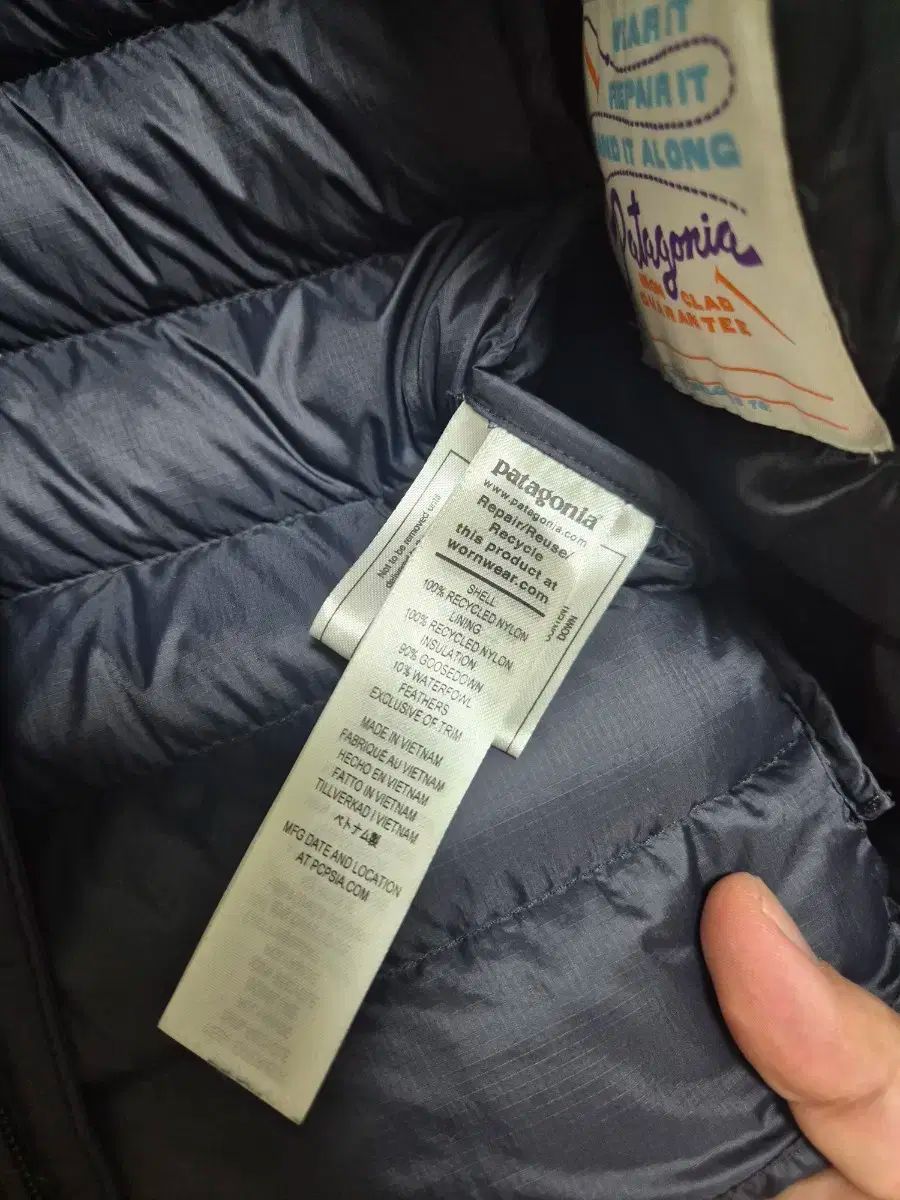 WEAR IT
REPAIR IT
IT ALONG
Patagonia
IRON CLAD
GUARANTEE
patagonia
www.patagonia.com
Repair/Reuse/
Recycle
this product at
wornwear.com
SHELL
100% RECYCLED NYLON
LINING
100% RECYCLED NYLON
INSULATION
90% GOOSEDOWN
10% WATERFOWL
FEATHERS
EXCLUSIVE OF TRIM
MADE IN VIETNAM
FABRIQUÉ AU VIETNAM
HECHO EN VIETNAM
FATTO IN VIETNAM
TILLVERKAD I VIETNAM
ベトナム製
MFG DATE AND LOCATION
AT PCPSIA.COM
Not to be removed until